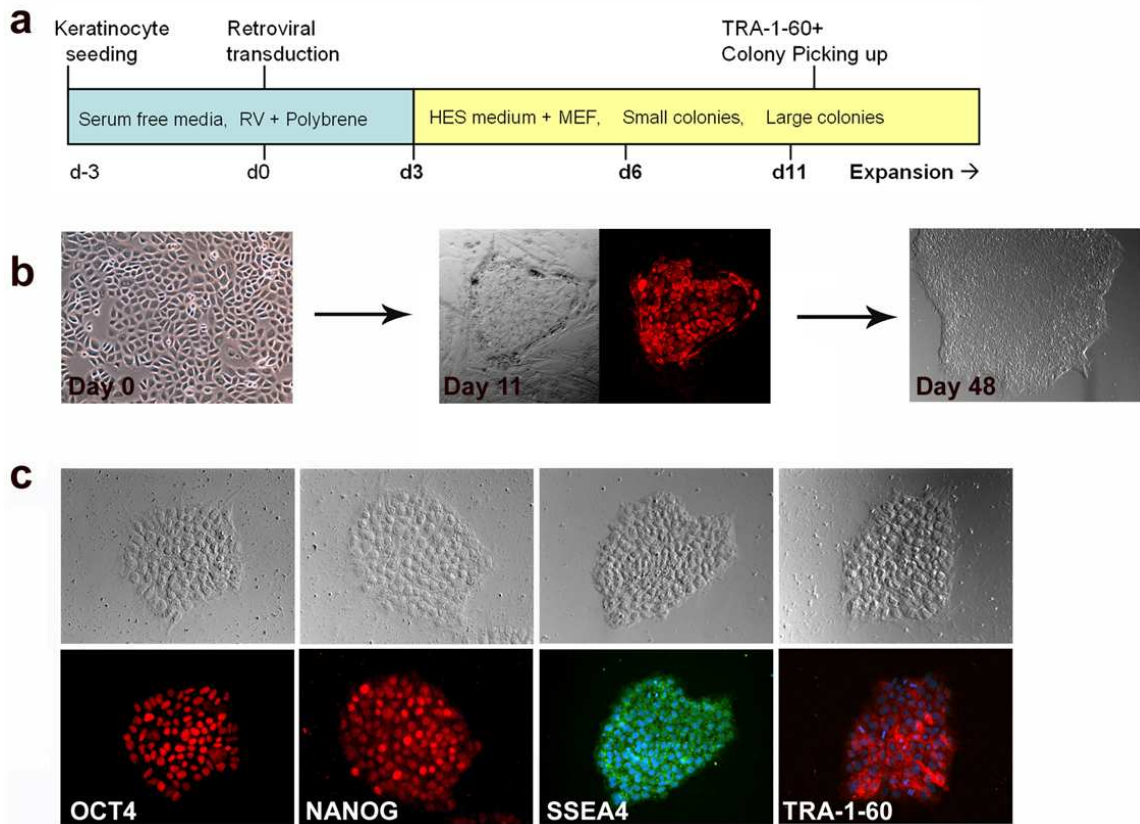 a
Keratinocyte
seeding
Retroviral
transduction
TRA-1-60+
Colony Picking up
Serum free media, RV + Polybrene
HES medium + MEF, Small colonies, Large colonies
d-3 d0 d3 d6 d11 Expansion →
b
Day 0
Day 11
Day 48
c
OCT4
NANOG
SSEA4
TRA-1-60